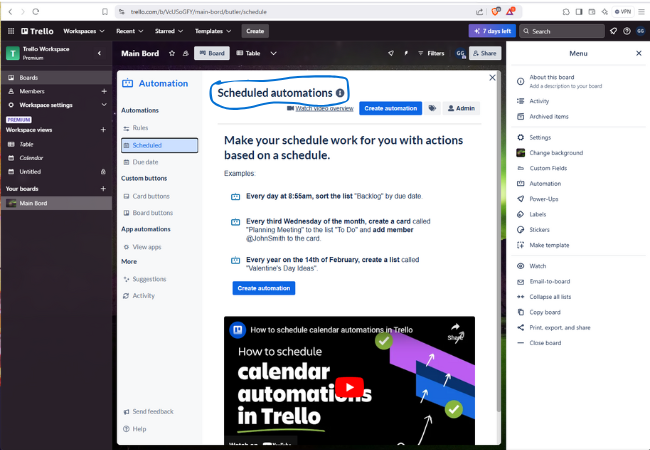 trello.com/b/VcUSoGFY/main-bord/butler/schedule
VPN
Trello
Workspaces
Recent
Starred
Templates
Create
7 days left
Search
GG
Trello Workspace
Premium
Boards
Members
Workspace settings
PREMIUM
Workspace views
Table
Calendar
Untitled
Your boards
Main Bord
Main Bord
Board
Table
Filters
GG
Share
Automation
Automations
Rules
Scheduled
Due date
Custom buttons
Card buttons
Board buttons
App automations
View apps
More
Suggestions
Activity
Send feedback
Help
Scheduled automations
Watch video overview
Create automation
Admin
Make your schedule work for you with actions
based on a schedule.
Examples:
Every day at 8:55am, sort the list "Backlog" by due date.
Every third Wednesday of the month, create a card called
"Planning Meeting" to the list "To Do" and add member
@JohnSmith to the card.
Every year on the 14th of February, create a list called
"Valentine's Day Ideas".
Create automation
How to schedule calendar automations in Trello
Share
How to schedule
calendar
automations
in Trello
Watch on YouTube
Menu
About this board
Add a description to your board
Activity
Archived items
Settings
Change background
Custom Fields
Automation
Power-Ups
Labels
Stickers
Make template
Watch
Email-to-board
Collapse all lists
Copy board
Print, export, and share
Close board